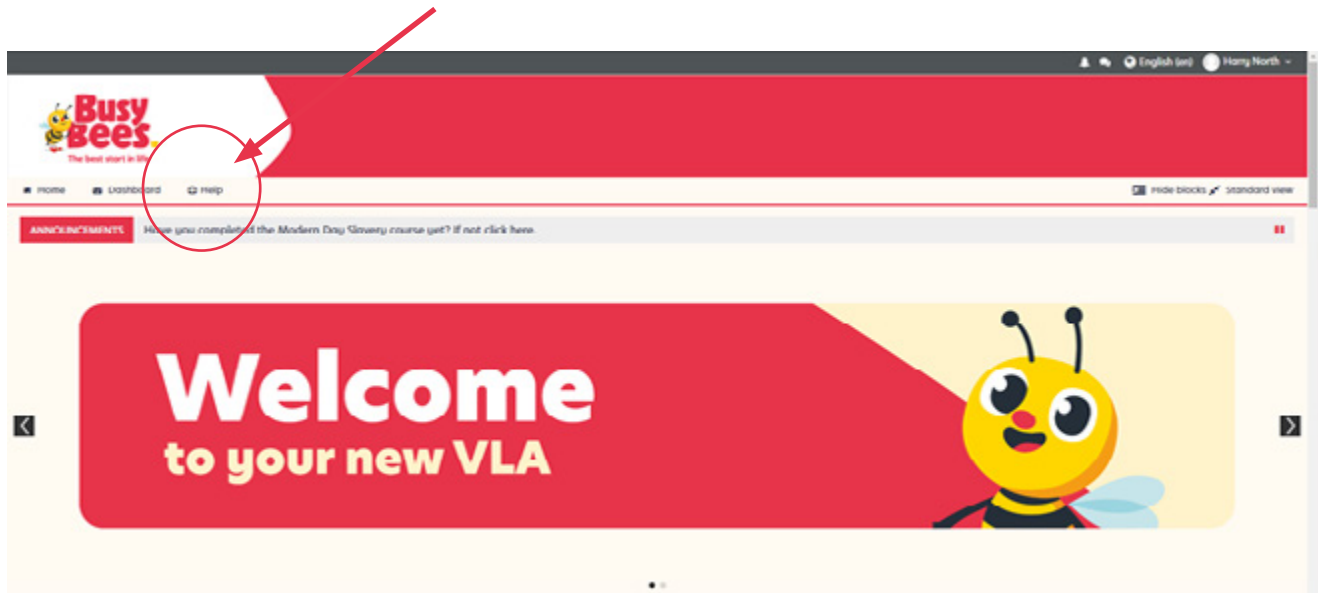 English (en) Harry North
Busy
Bees
The best start in life
Home Dashboard Help Hide blocks Standard view
ANNOUNCEMENTS Have you completed the Modern Day Slavery course yet? If not click here.
Welcome
to your new VLA